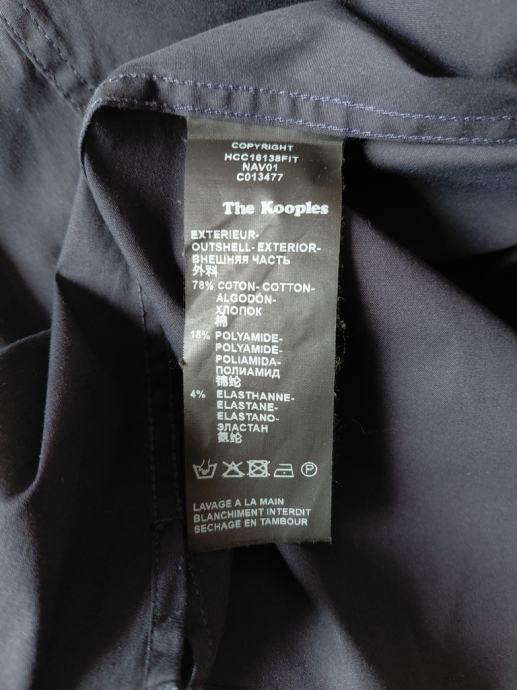 COPYRIGHT
HCC16138FIT
NAV01
C013477
The Kooples
EXTERIEUR-
OUTSHELL- EXTERIOR-
ВНЕШНЯЯ ЧАСТЬ
外料
78% COTON- COTTON-
ALGODÓN-
ХЛОПОК
棉
18% POLYAMIDE-
POLYAMIDE-
POLIAMIDA-
ПОЛИАМИД
锦纶
4% ELASTHANNE-
ELASTANE-
ELASTANO-
ЭЛАСТАН
氨纶
P
LAVAGE A LA MAIN
BLANCHIMENT INTERDIT
SECHAGE EN TAMBOUR